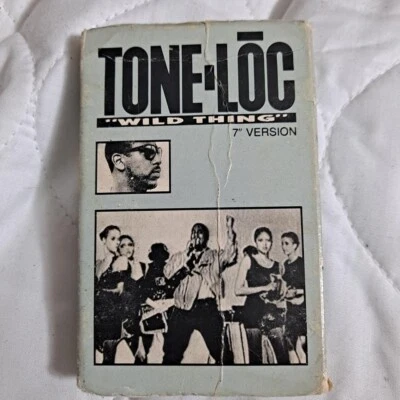 TONE-LŌC
"WILD THING"
7" VERSION